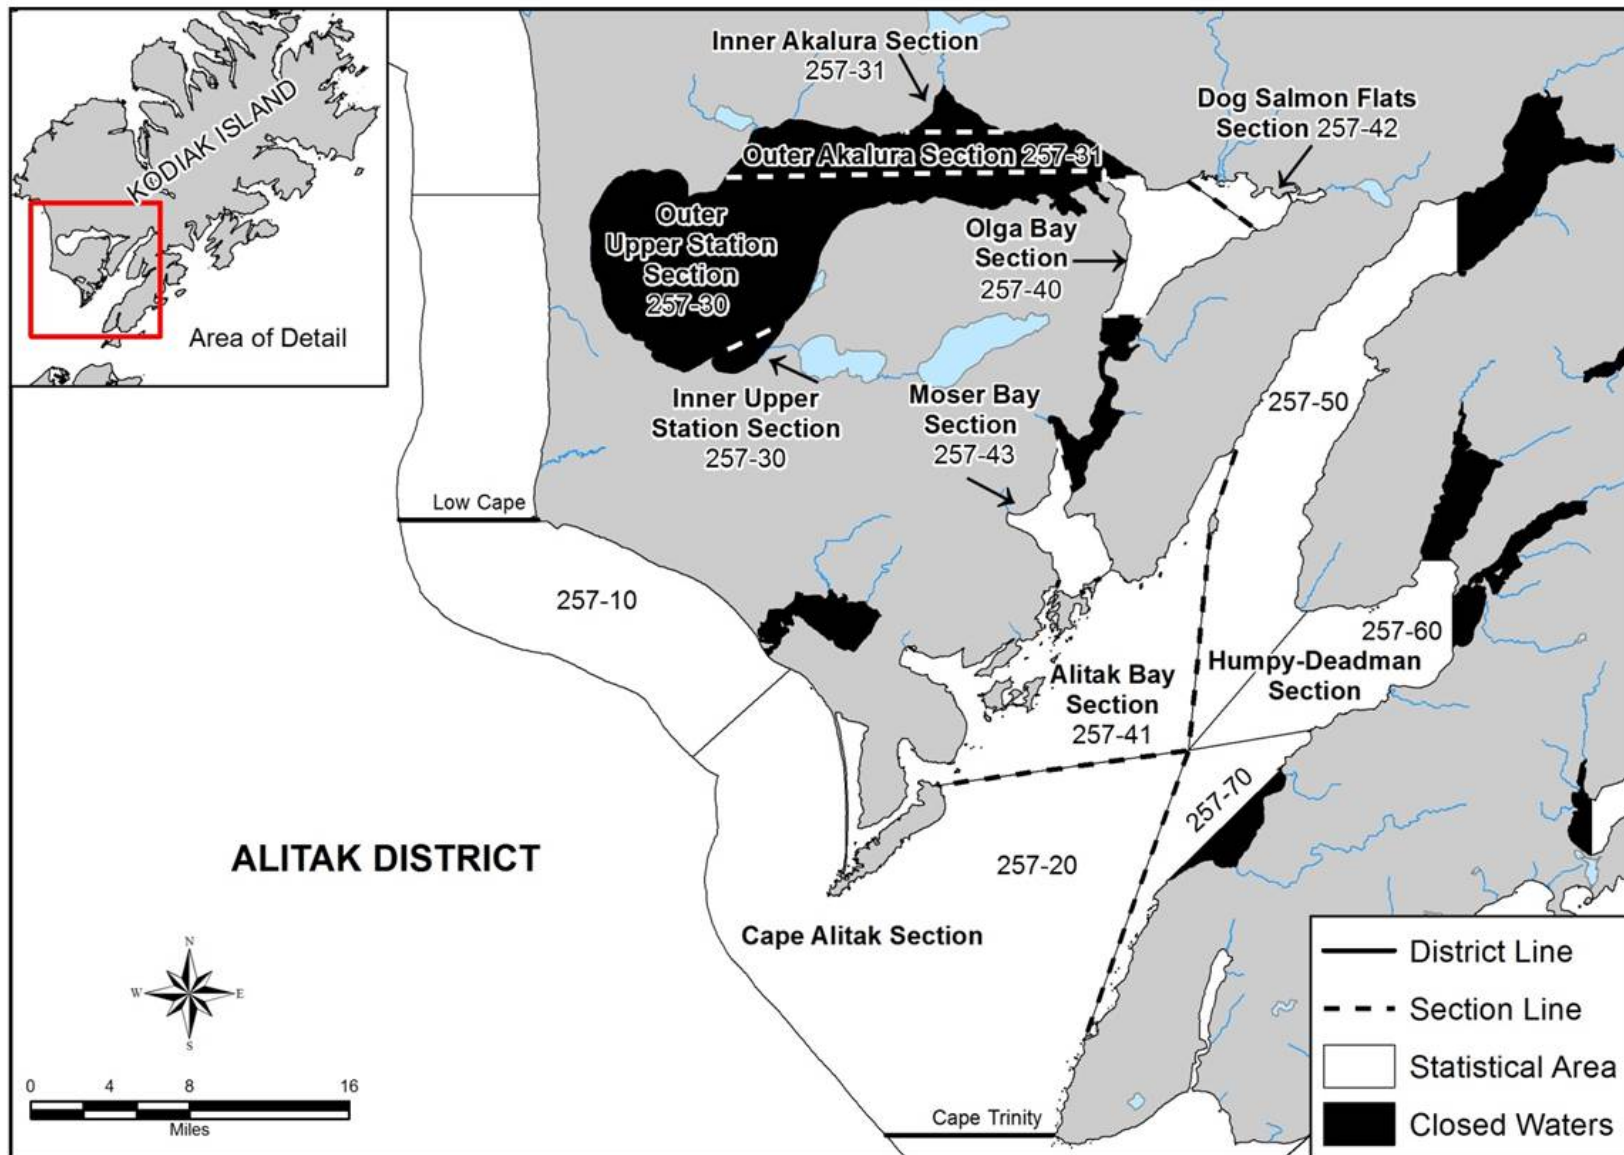 KODIAK ISLAND
Area of Detail
Inner Akalura Section
257-31
Dog Salmon Flats
Section 257-42
Outer Akalura Section 257-31
Outer
Upper Station
Section
257-30
Olga Bay
Section
257-40
Inner Upper
Station Section
257-30
Moser Bay
Section
257-43
257-50
Low Cape
257-10
257-60
Humpy-Deadman
Section
Alitak Bay
Section
257-41
257-70
257-20
ALITAK DISTRICT
Cape Alitak Section
N
W
E
S
0 4 8 16
Miles
Cape Trinity
District Line
Section Line
Statistical Area
Closed Waters